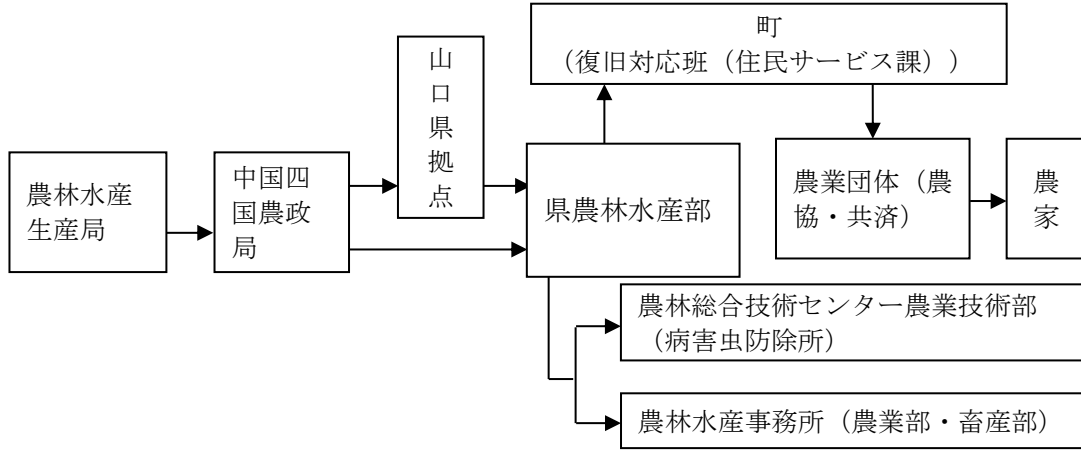 町
（復旧対応班（住民サービス課））
山
口
県
拠
点
農林水産
生産局
中国四
国農政
局
県農林水産部
農業団体（農
協・共済）
農
家
農林総合技術センター農業技術部
（病害虫防除所）
農林水産事務所（農業部・畜産部）